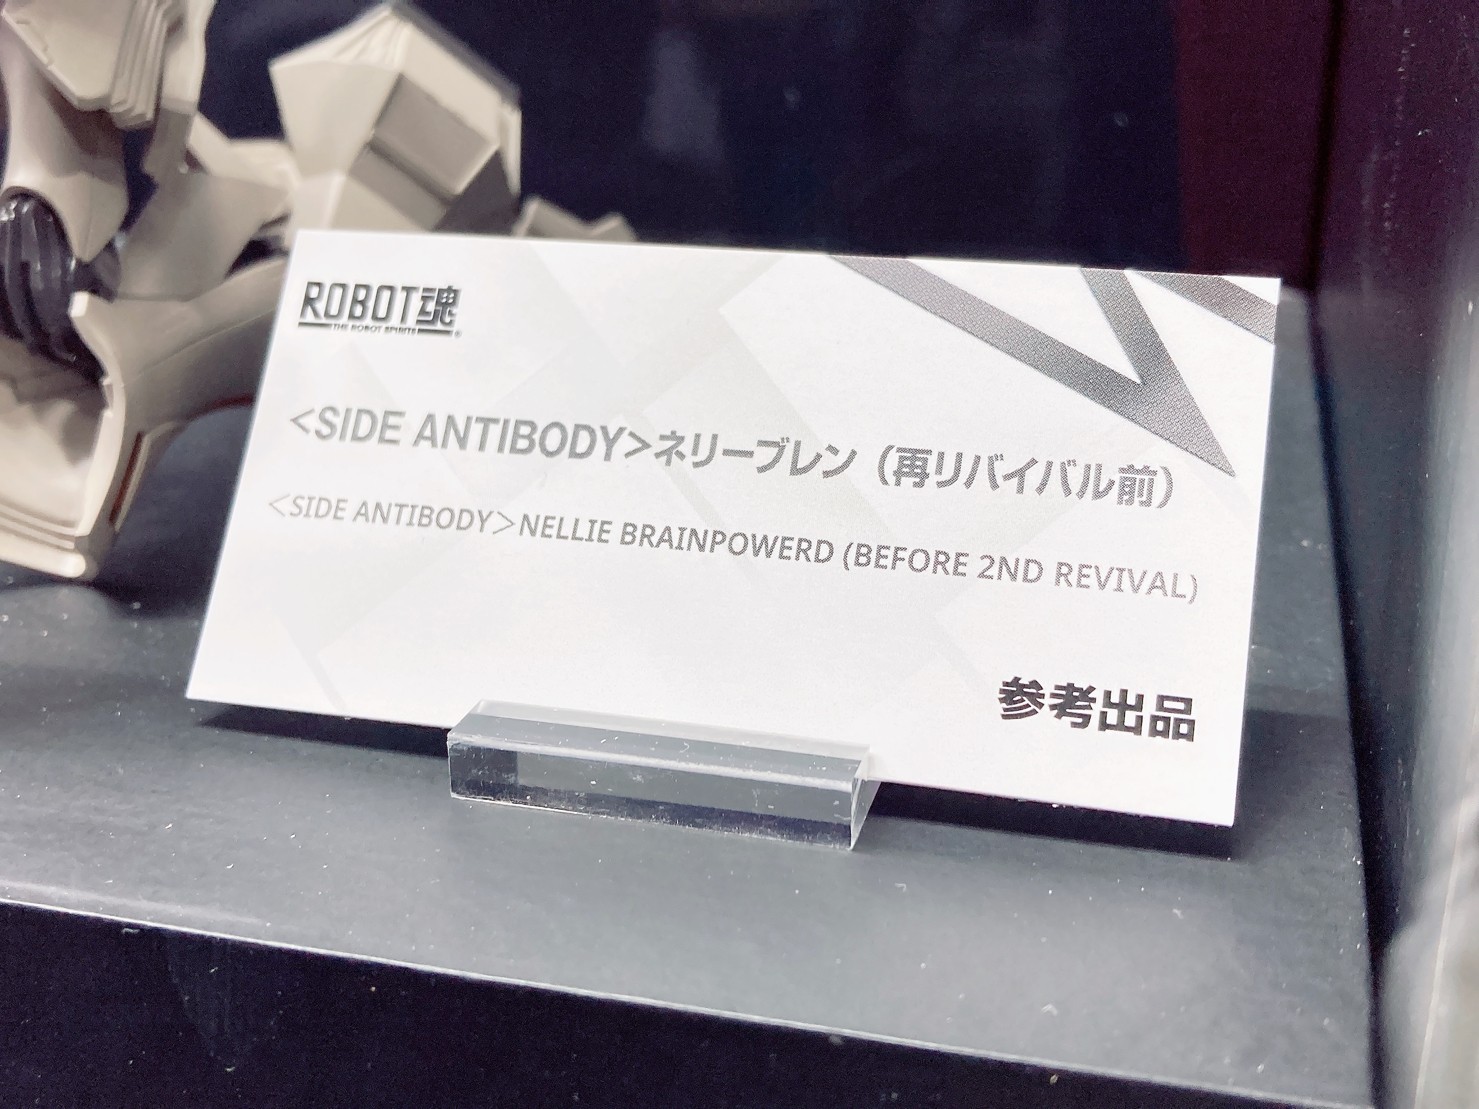 ROBOT魂
THE ROBOT SPIRITS
<SIDE ANTIBODY>ネリーブレン（再リバイバル前）
<SIDE ANTIBODY>NELLIE BRAINPOWERD (BEFORE 2ND REVIVAL)
参考出品